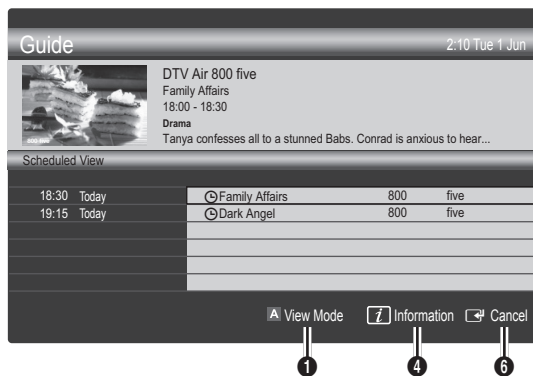 Guide 2:10 Tue 1 Jun
DTV Air 800 five
Family Affairs
18:00 - 18:30
Drama
Tanya confesses all to a stunned Babs. Conrad is anxious to hear...
Scheduled View
18:30 Today Family Affairs 800 five
19:15 Today Dark Angel 800 five
A View Mode i Information Cancel
1 4 6